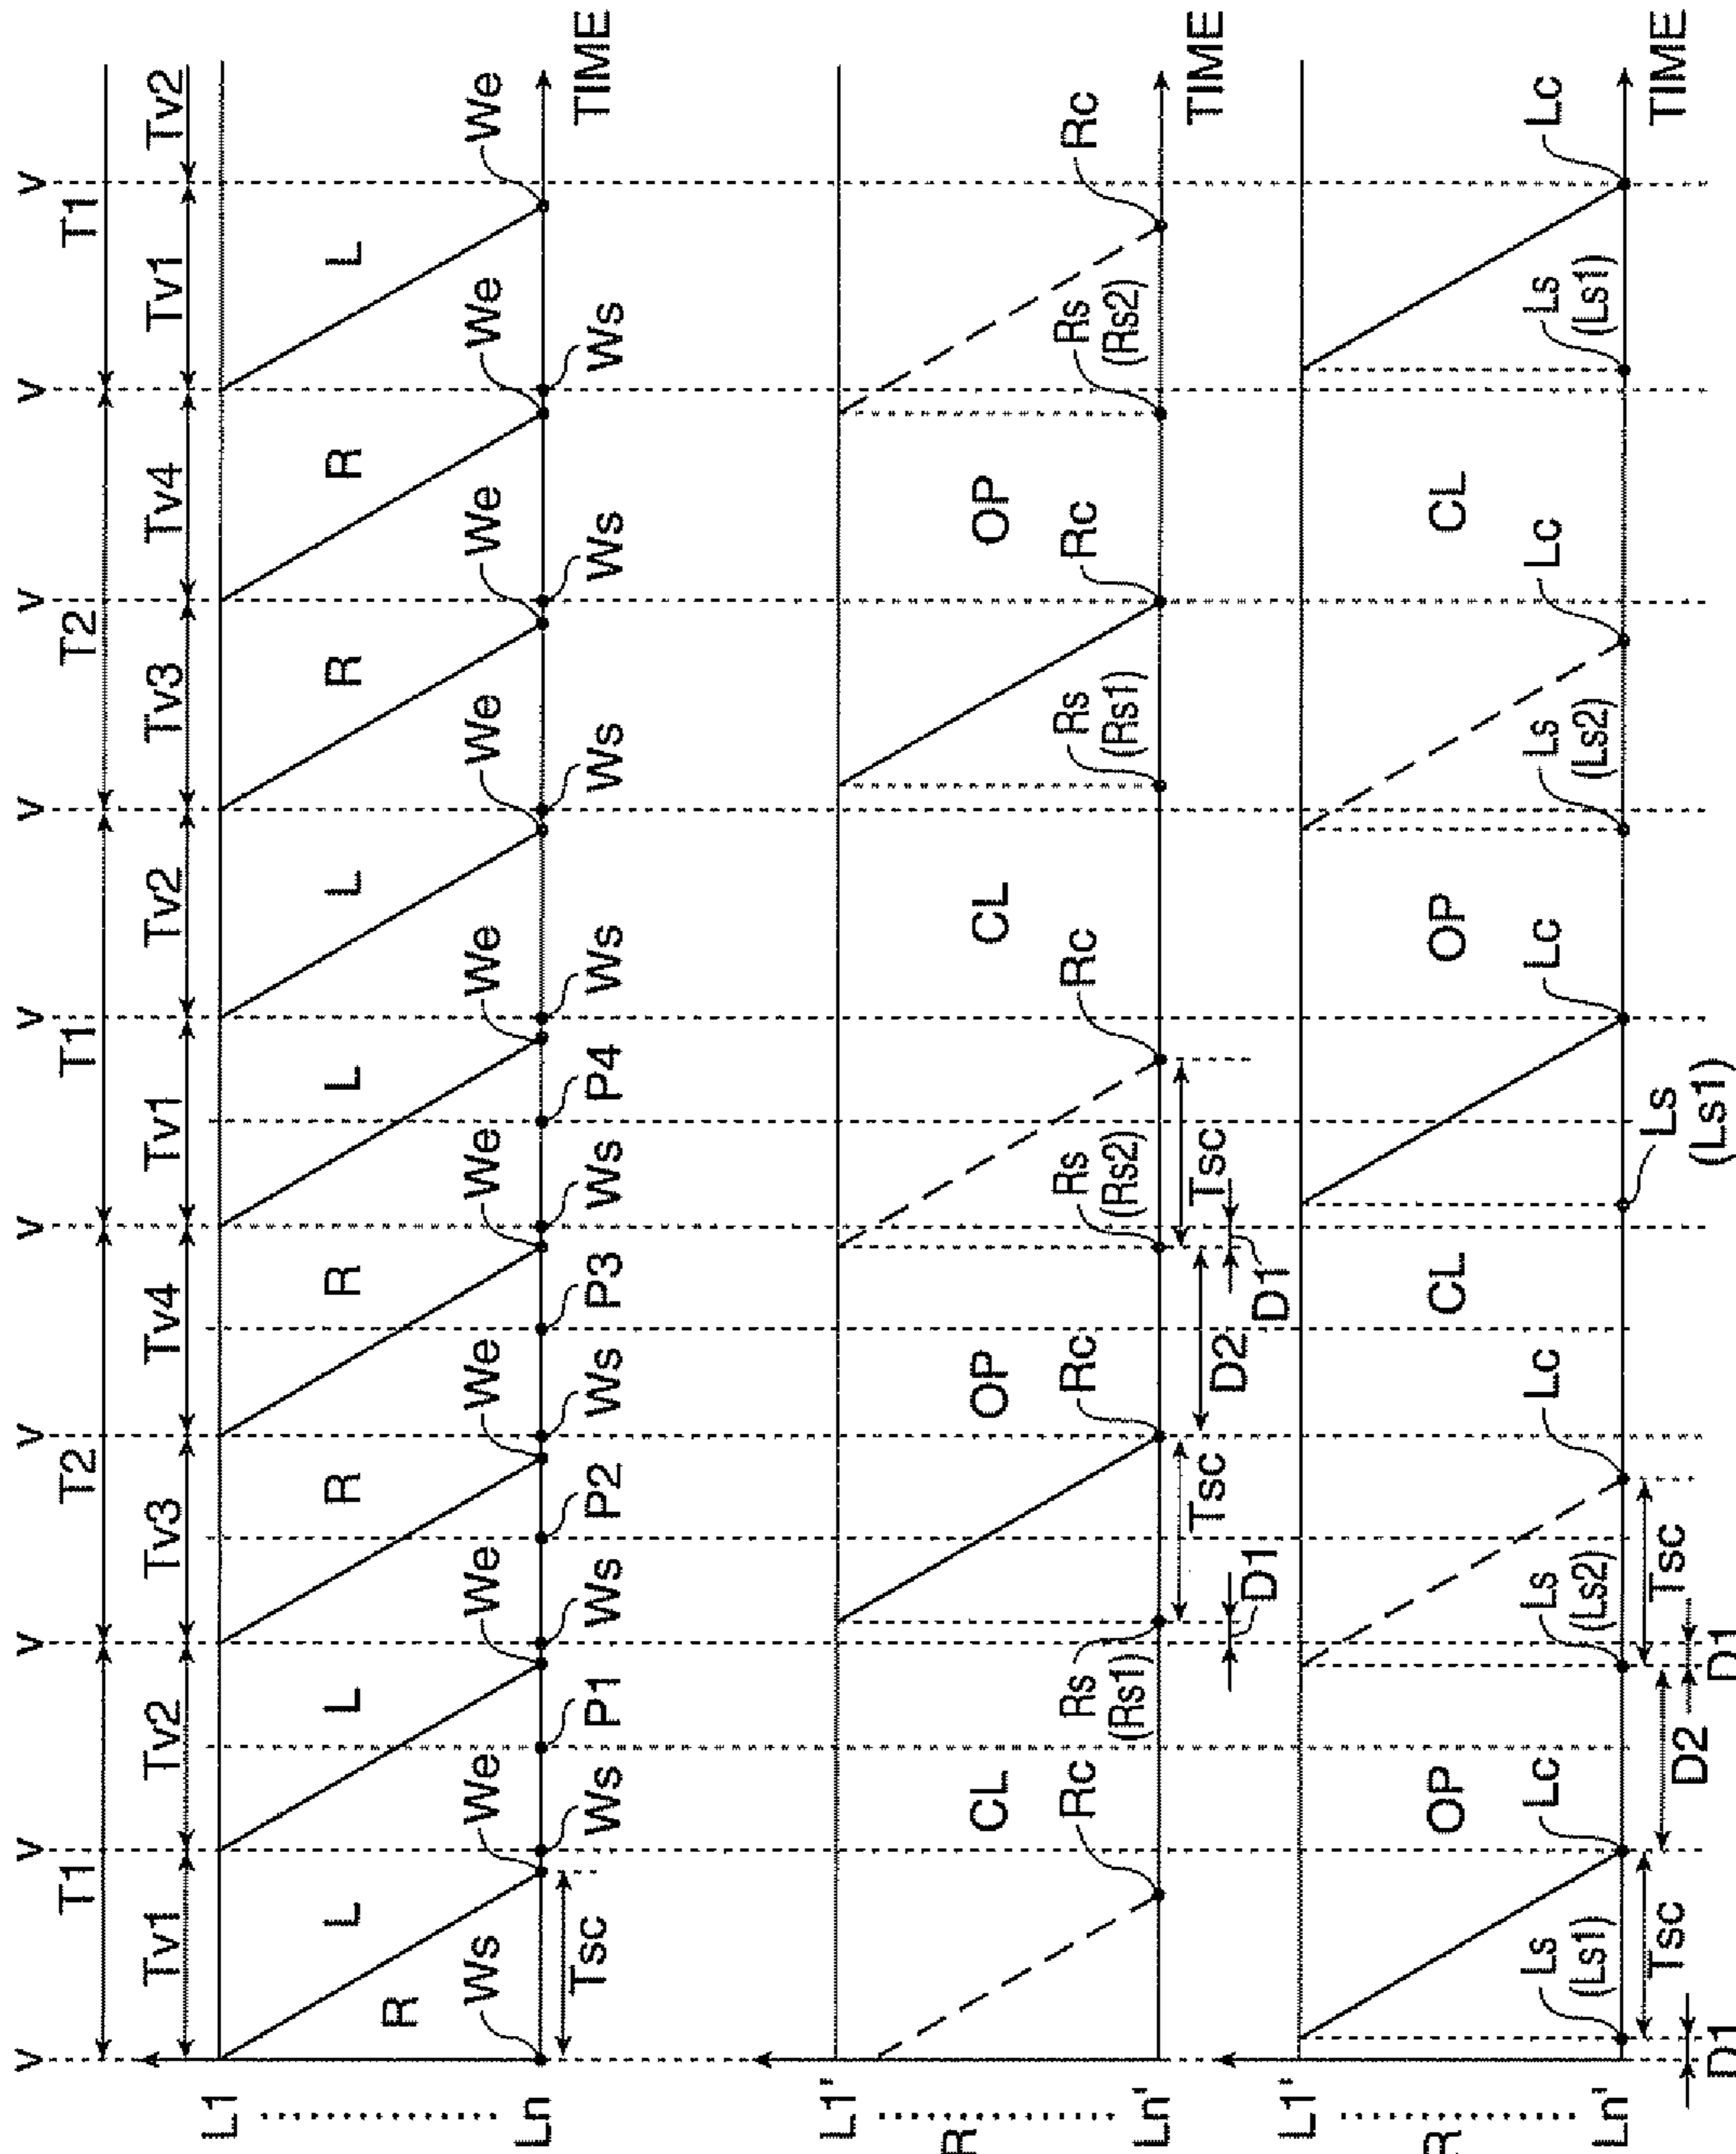 V V V V V V V V V V
T1 T2 T1 T2 T1
Tv1 Tv2 Tv3 Tv4 Tv1 Tv2 Tv3 Tv4 Tv1 Tv2
L1
L L R R L L R R L
R
Ws We We We We We We We We We
Ln
Tsc Ws P1 Ws P2 Ws P3 Ws P4 Ws Ws Ws Ws TIME
L1"
R
CL OP CL OP
Rc Rs Rc Rs Rc Rs Rc Rs Rc
(Rs1) (Rs2) (Rs1) (Rs2)
Ln'
Tsc Tsc TIME
D1 D2 D1
L1"
R
OP CL OP CL
Ls Lc Ls Lc Lc Ls Lc Ls Lc
(Ls1) (Ls2) (Ls2) (Ls1)
Ln'
Tsc Tsc Ls TIME
(Ls1)
D1 D2 D1